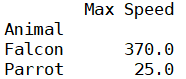 Max Speed
Animal
Falcon 370.0
Parrot 25.0